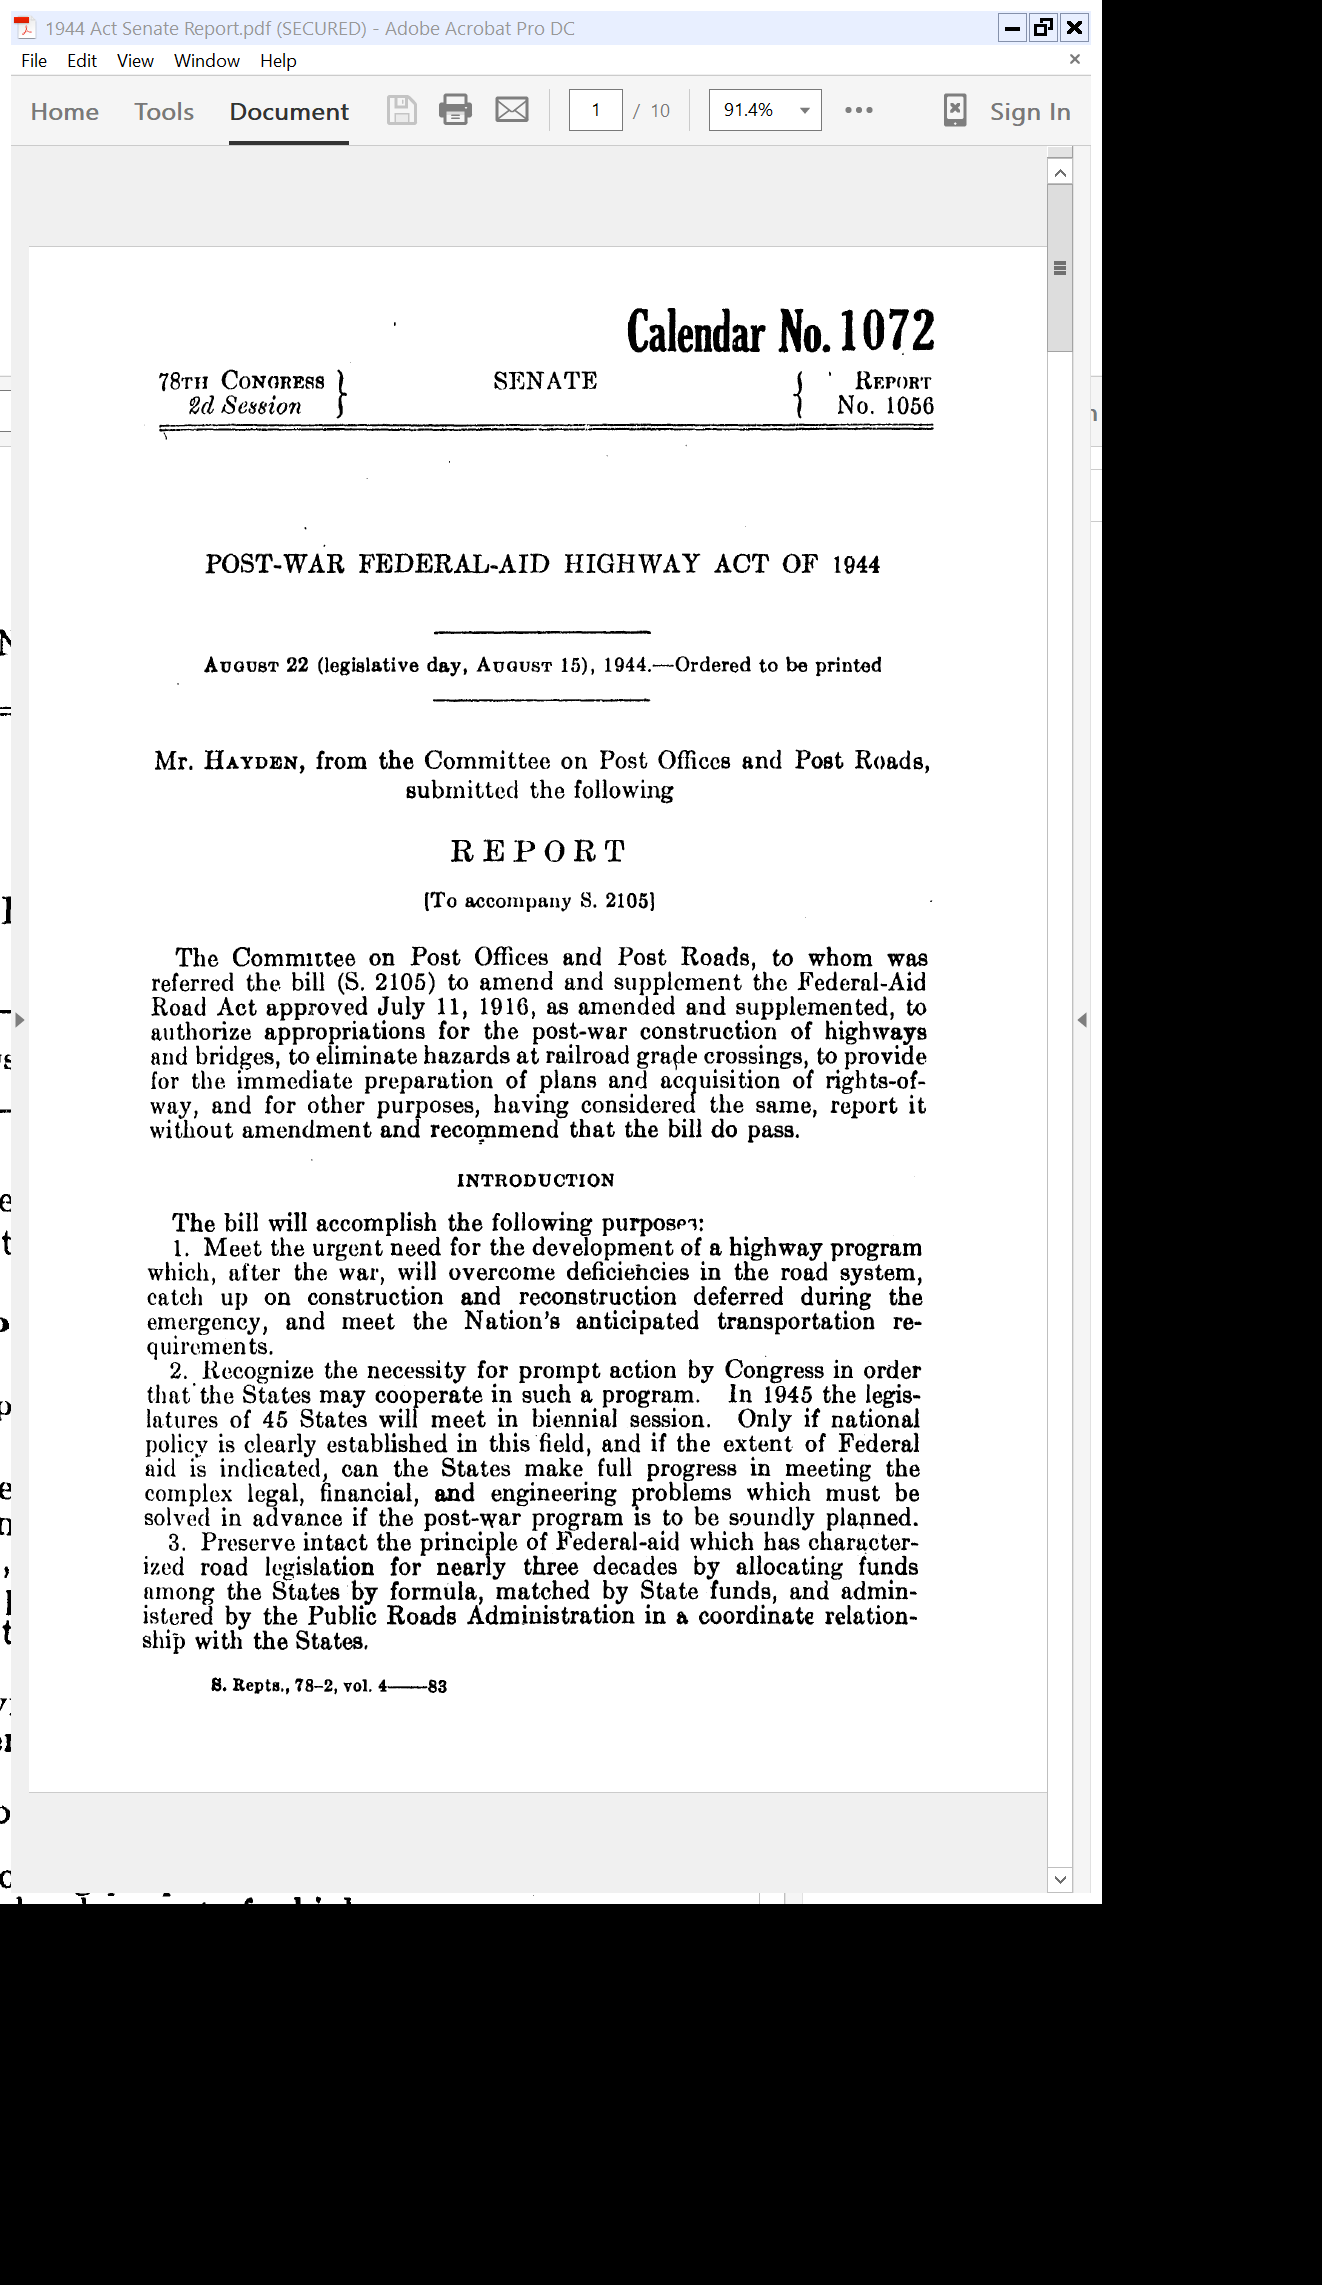 1944 Act Senate Report.pdf (SECURED) - Adobe Acrobat Pro DC
File Edit View Window Help
Home Tools Document 1 / 10 91.4% Sign In
Calendar No. 1072
78TH CONGRESS SENATE REPORT
2d Session No. 1056
POST-WAR FEDERAL-AID HIGHWAY ACT OF 1944
AUGUST 22 (legislative day, AUGUST 15), 1944.—Ordered to be printed
Mr. HAYDEN, from the Committee on Post Offices and Post Roads,
submitted the following
REPORT
[To accompany S. 2105]
The Committee on Post Offices and Post Roads, to whom was
referred the bill (S. 2105) to amend and supplement the Federal-Aid
Road Act approved July 11, 1916, as amended and supplemented, to
authorize appropriations for the post-war construction of highways
and bridges, to eliminate hazards at railroad grade crossings, to provide
for the immediate preparation of plans and acquisition of rights-of-
way, and for other purposes, having considered the same, report it
without amendment and recommend that the bill do pass.
INTRODUCTION
The bill will accomplish the following purposes:
1. Meet the urgent need for the development of a highway program
which, after the war, will overcome deficiencies in the road system,
catch up on construction and reconstruction deferred during the
emergency, and meet the Nation's anticipated transportation re-
quirements.
2. Recognize the necessity for prompt action by Congress in order
that the States may cooperate in such a program. In 1945 the legis-
latures of 45 States will meet in biennial session. Only if national
policy is clearly established in this field, and if the extent of Federal
aid is indicated, can the States make full progress in meeting the
complex legal, financial, and engineering problems which must be
solved in advance if the post-war program is to be soundly planned.
3. Preserve intact the principle of Federal-aid which has character-
ized road legislation for nearly three decades by allocating funds
among the States by formula, matched by State funds, and admin-
istered by the Public Roads Administration in a coordinate relation-
ship with the States.
S. Repts., 78-2, vol. 4——83